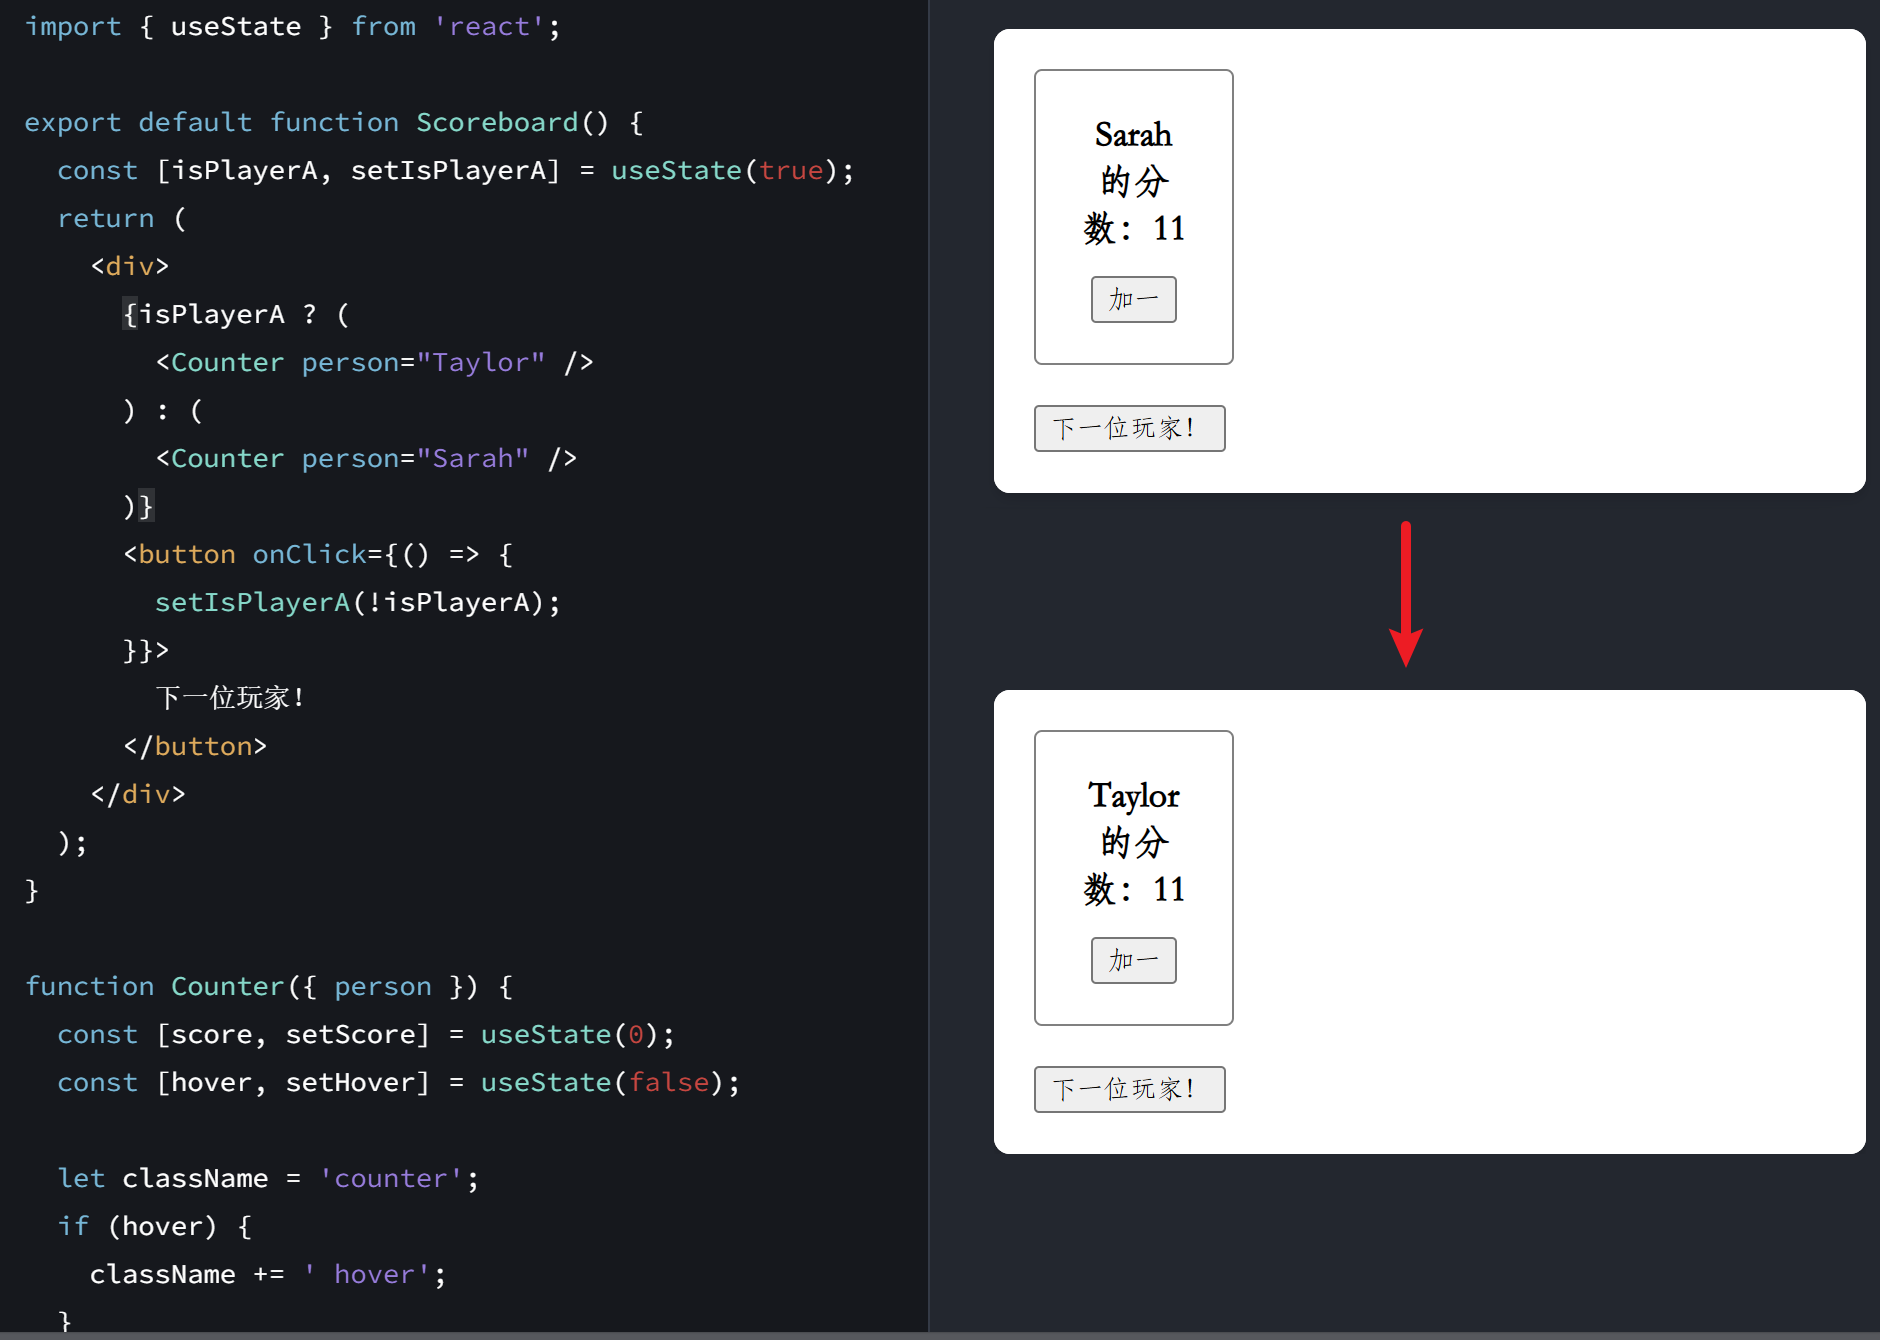 import { useState } from 'react';
export default function Scoreboard() {
  const [isPlayerA, setIsPlayerA] = useState(true);
  return (
    <div>
      {isPlayerA ? (
        <Counter person="Taylor" />
      ) : (
        <Counter person="Sarah" />
      )}
      <button onClick={() => {
        setIsPlayerA(!isPlayerA);
      }}>
        下一位玩家!
      </button>
    </div>
  );
}
function Counter({ person }) {
  const [score, setScore] = useState(0);
  const [hover, setHover] = useState(false);
  let className = 'counter';
  if (hover) {
    className += ' hover';
  }
Sarah
的分
数：11
加一
下一位玩家!
Taylor
的分
数：11
加一
下一位玩家!